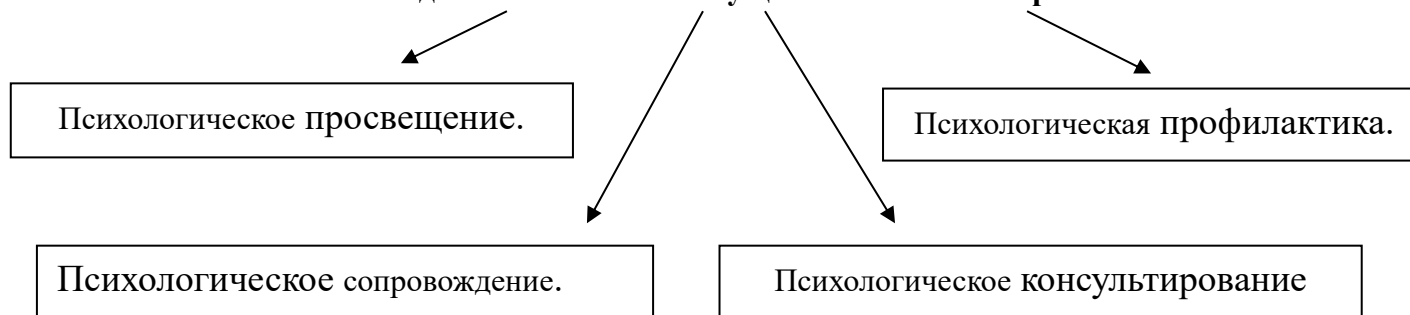 Психологическое просвещение.
Психологическая профилактика.
Психологическое сопровождение.
Психологическое консультирование